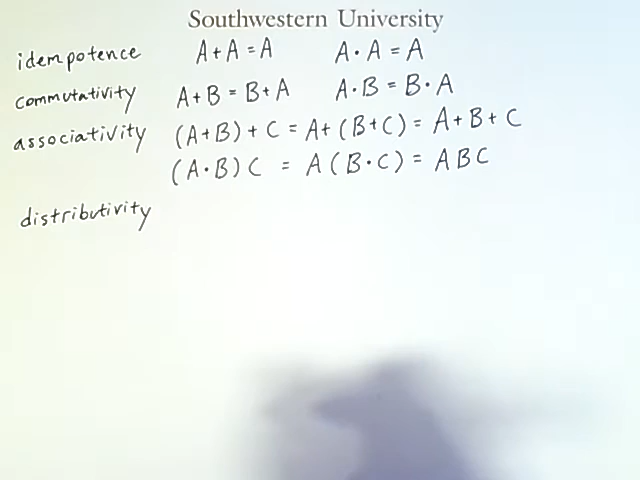 Southwestern University
idempotence A+A=A A·A=A
commutativity A+B=B+A A·B=B·A
associativity (A+B)+C=A+(B+C)=A+B+C
(A·B)C = A(B·C)=ABC
distributivity